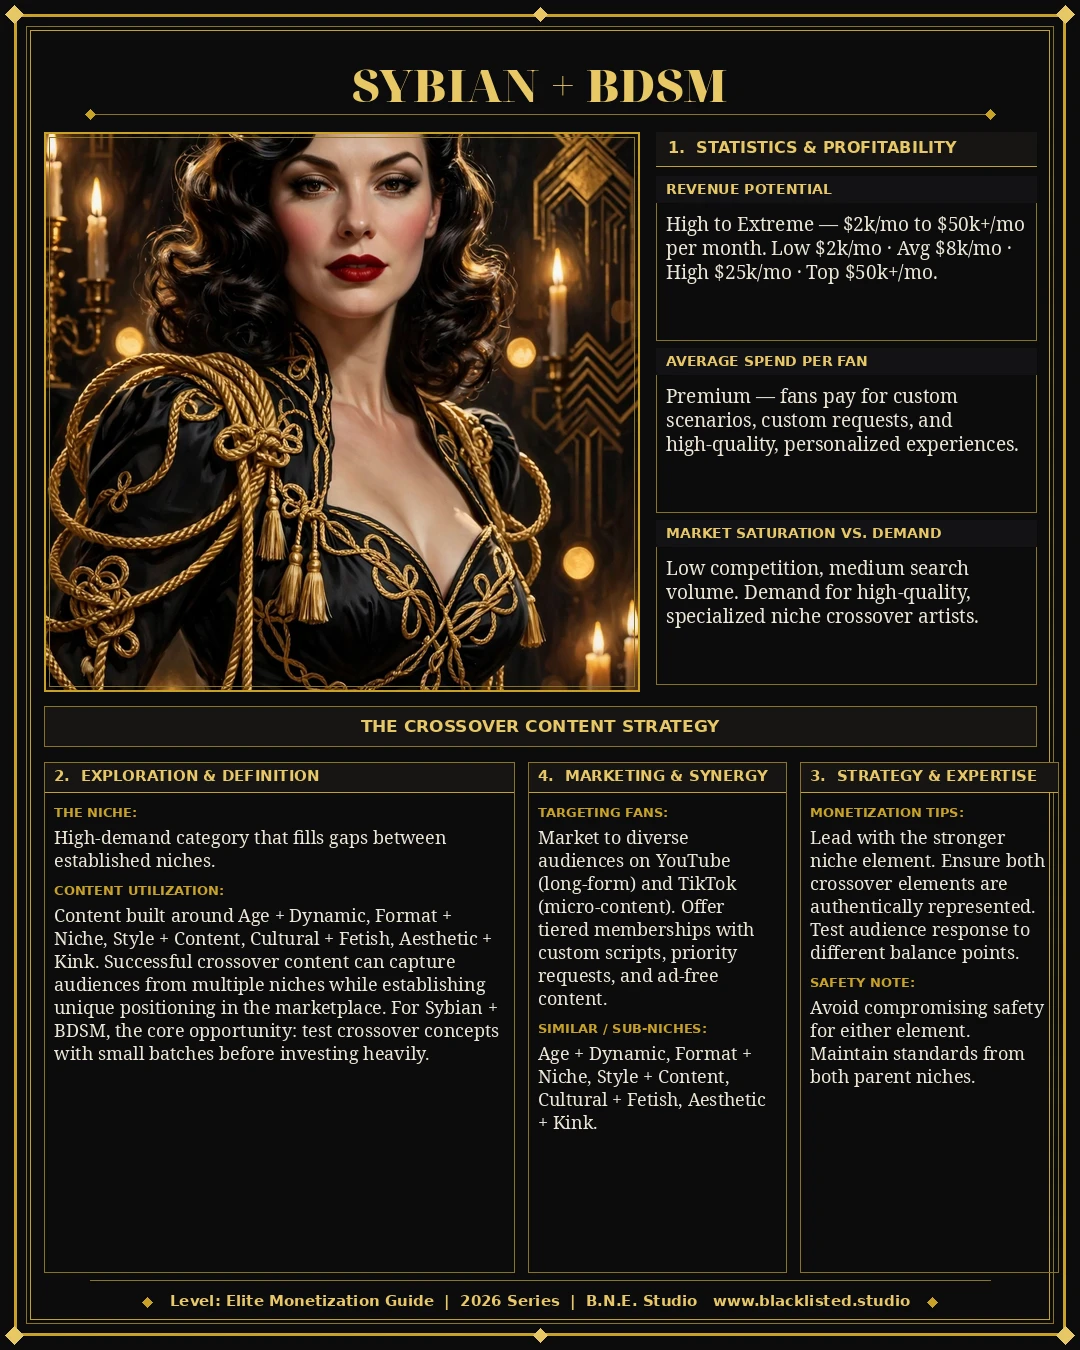 SYBIAN + BDSM
1. STATISTICS & PROFITABILITY
REVENUE POTENTIAL
High to Extreme — $2k/mo to $50k+/mo
per month. Low $2k/mo · Avg $8k/mo ·
High $25k/mo · Top $50k+/mo.
AVERAGE SPEND PER FAN
Premium — fans pay for custom
scenarios, custom requests, and
high-quality, personalized experiences.
MARKET SATURATION VS. DEMAND
Low competition, medium search
volume. Demand for high-quality,
specialized niche crossover artists.
THE CROSSOVER CONTENT STRATEGY
2. EXPLORATION & DEFINITION
THE NICHE:
High-demand category that fills gaps between
established niches.
CONTENT UTILIZATION:
Content built around Age + Dynamic, Format +
Niche, Style + Content, Cultural + Fetish, Aesthetic +
Kink. Successful crossover content can capture
audiences from multiple niches while establishing
unique positioning in the marketplace. For Sybian +
BDSM, the core opportunity: test crossover concepts
with small batches before investing heavily.
4. MARKETING & SYNERGY
TARGETING FANS:
Market to diverse
audiences on YouTube
(long-form) and TikTok
(micro-content). Offer
tiered memberships with
custom scripts, priority
requests, and ad-free
content.
SIMILAR / SUB-NICHES:
Age + Dynamic, Format +
Niche, Style + Content,
Cultural + Fetish, Aesthetic
+ Kink.
3. STRATEGY & EXPERTISE
MONETIZATION TIPS:
Lead with the stronger
niche element. Ensure both
crossover elements are
authentically represented.
Test audience response to
different balance points.
SAFETY NOTE:
Avoid compromising safety
for either element.
Maintain standards from
both parent niches.
Level: Elite Monetization Guide | 2026 Series | B.N.E. Studio www.blacklisted.studio